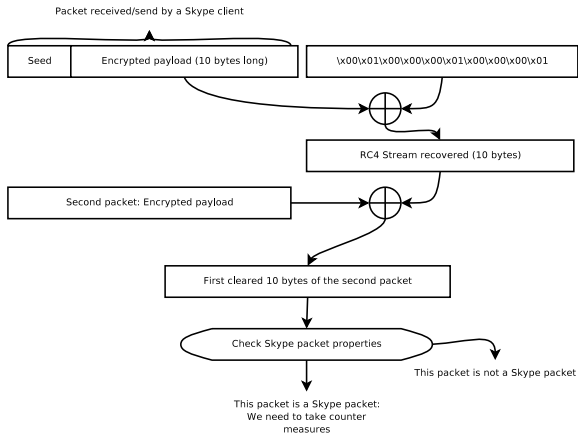 Packet received/send by a Skype client
Seed
Encrypted payload (10 bytes long)
\x00\x01\x00\x00\x00\x01\x00\x00\x00\x01
RC4 Stream recovered (10 bytes)
Second packet: Encrypted payload
First cleared 10 bytes of the second packet
Check Skype packet properties
This packet is not a Skype packet
This packet is a Skype packet:
We need to take counter
measures